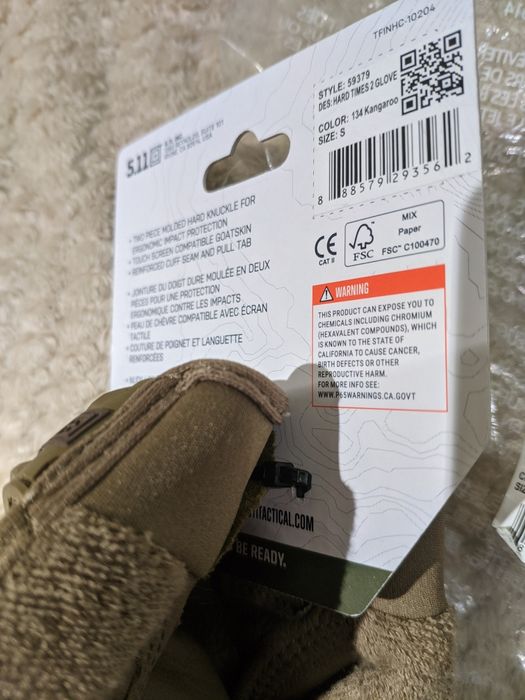 TFINHC-10204
STYLE: 59379
DES: HARD TIMES 2 GLOVE
COLOR: 134 Kangaroo
SIZE: S
8 88579 29356 2
5.11
• TWO PIECE MOLDED HARD KNUCKLE FOR
ERGONOMIC IMPACT PROTECTION
• TOUCH SCREEN COMPATIBLE GOATSKIN
• REINFORCED CUFF SEAM AND PULL TAB
• JOINTURE DU DOIGT DURE MOULÉE EN DEUX
PIÈCES POUR UNE PROTECTION
ERGONOMIQUE CONTRE LES IMPACTS
• PEAU DE CHÈVRE COMPATIBLE AVEC ÉCRAN
TACTILE
• COUTURE DE POIGNET ET LANGUETTE
RENFORCÉES
CE
CAT II
FSC
MIX
Paper
FSC™ C100470
WARNING
THIS PRODUCT CAN EXPOSE YOU TO
CHEMICALS INCLUDING CHROMIUM
(HEXAVALENT COMPOUNDS), WHICH
IS KNOWN TO THE STATE OF
CALIFORNIA TO CAUSE CANCER,
BIRTH DEFECTS OR OTHER
REPRODUCTIVE HARM.
FOR MORE INFO SEE:
WWW.P65WARNINGS.CA.GOVT
TACTICAL.COM
BE READY.